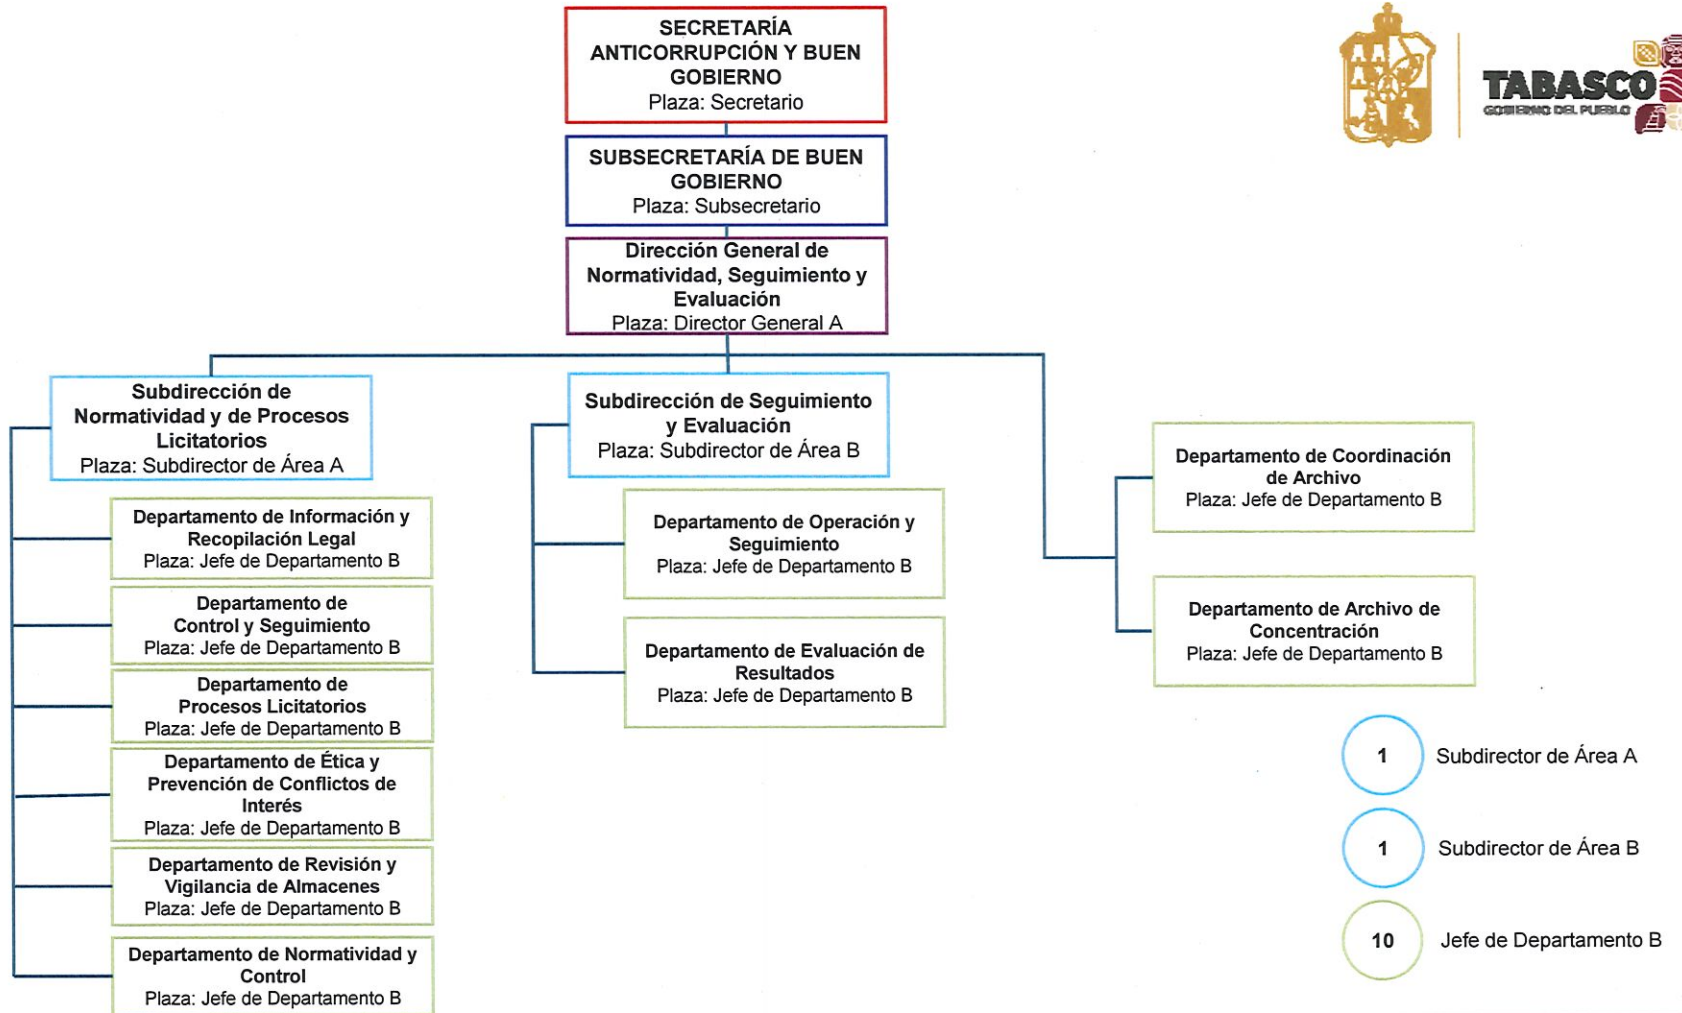 SECRETARÍA
ANTICORRUPCIÓN Y BUEN
GOBIERNO
Plaza: Secretario
TABASCO
GOBIERNO DEL PUEBLO
SUBSECRETARÍA DE BUEN
GOBIERNO
Plaza: Subsecretario
Dirección General de
Normatividad, Seguimiento y
Evaluación
Plaza: Director General A
Subdirección de
Normatividad y de Procesos
Licitatorios
Plaza: Subdirector de Área A
Departamento de Información y
Recopilación Legal
Plaza: Jefe de Departamento B
Departamento de
Control y Seguimiento
Plaza: Jefe de Departamento B
Departamento de
Procesos Licitatorios
Plaza: Jefe de Departamento B
Departamento de Ética y
Prevención de Conflictos de
Interés
Plaza: Jefe de Departamento B
Departamento de Revisión y
Vigilancia de Almacenes
Plaza: Jefe de Departamento B
Departamento de Normatividad y
Control
Plaza: Jefe de Departamento B
Subdirección de Seguimiento
y Evaluación
Plaza: Subdirector de Área B
Departamento de Operación y
Seguimiento
Plaza: Jefe de Departamento B
Departamento de Evaluación de
Resultados
Plaza: Jefe de Departamento B
Departamento de Coordinación
de Archivo
Plaza: Jefe de Departamento B
Departamento de Archivo de
Concentración
Plaza: Jefe de Departamento B
1 Subdirector de Área A
1 Subdirector de Área B
10 Jefe de Departamento B